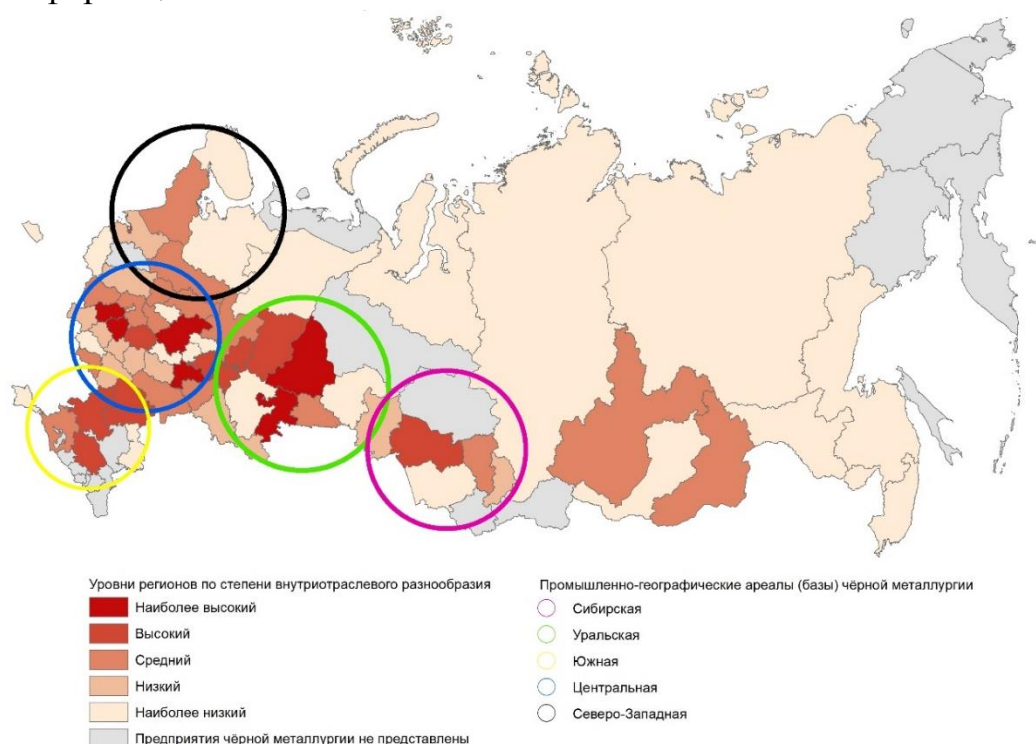 Уровни регионов по степени внутриотраслевого разнообразия
Наиболее высокий
Высокий
Средний
Низкий
Наиболее низкий
Предприятия чёрной металлургии не представлены
Промышленно-географические ареалы (базы) чёрной металлургии
Сибирская
Уральская
Южная
Центральная
Северо-Западная